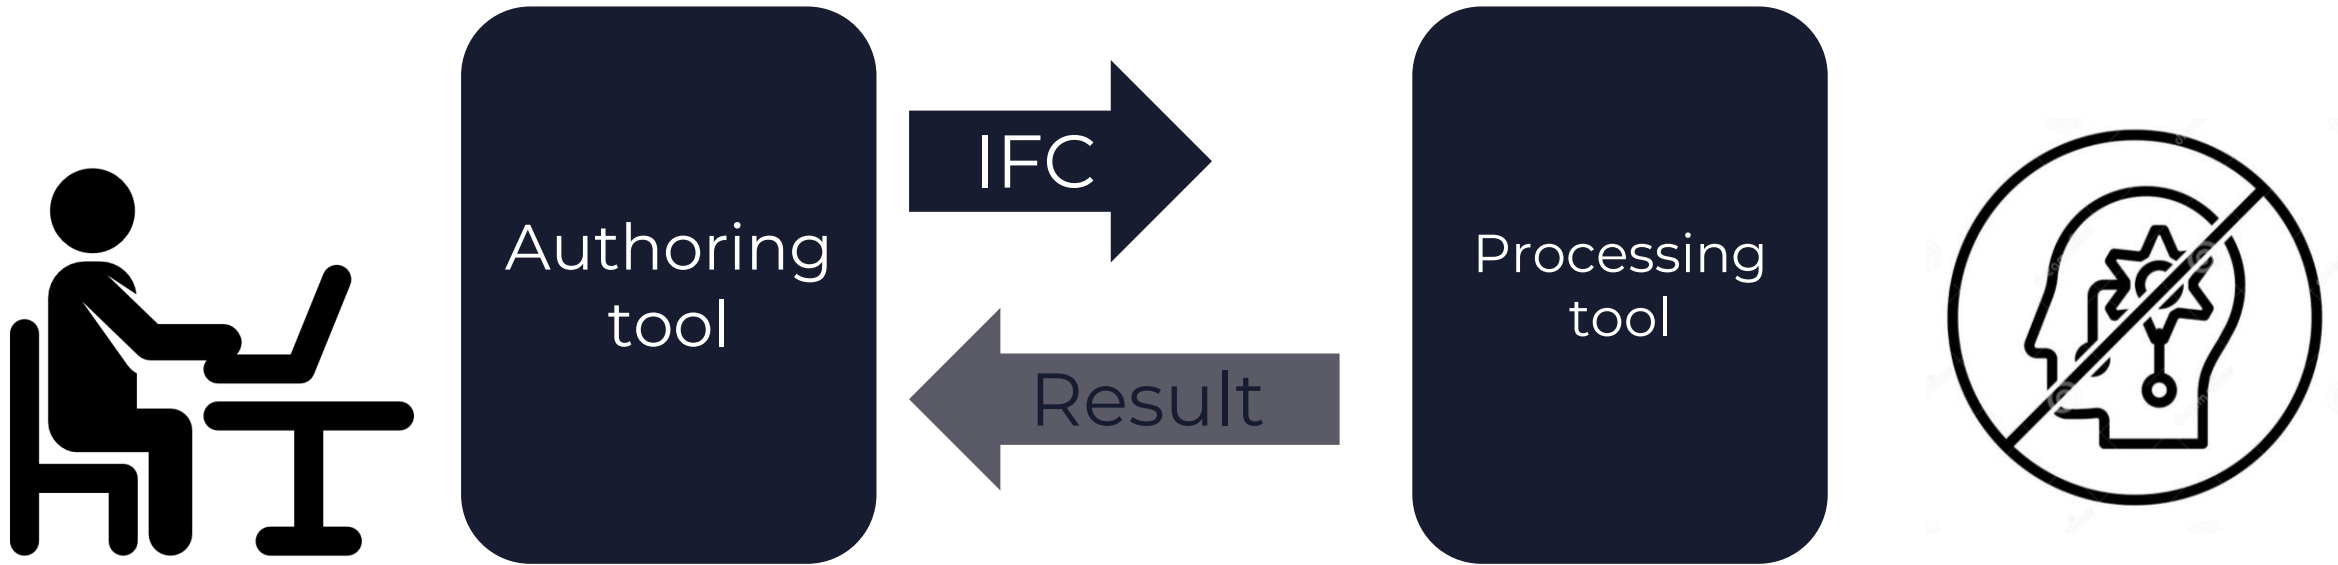 Authoring
tool
IFC
Result
Processing
tool